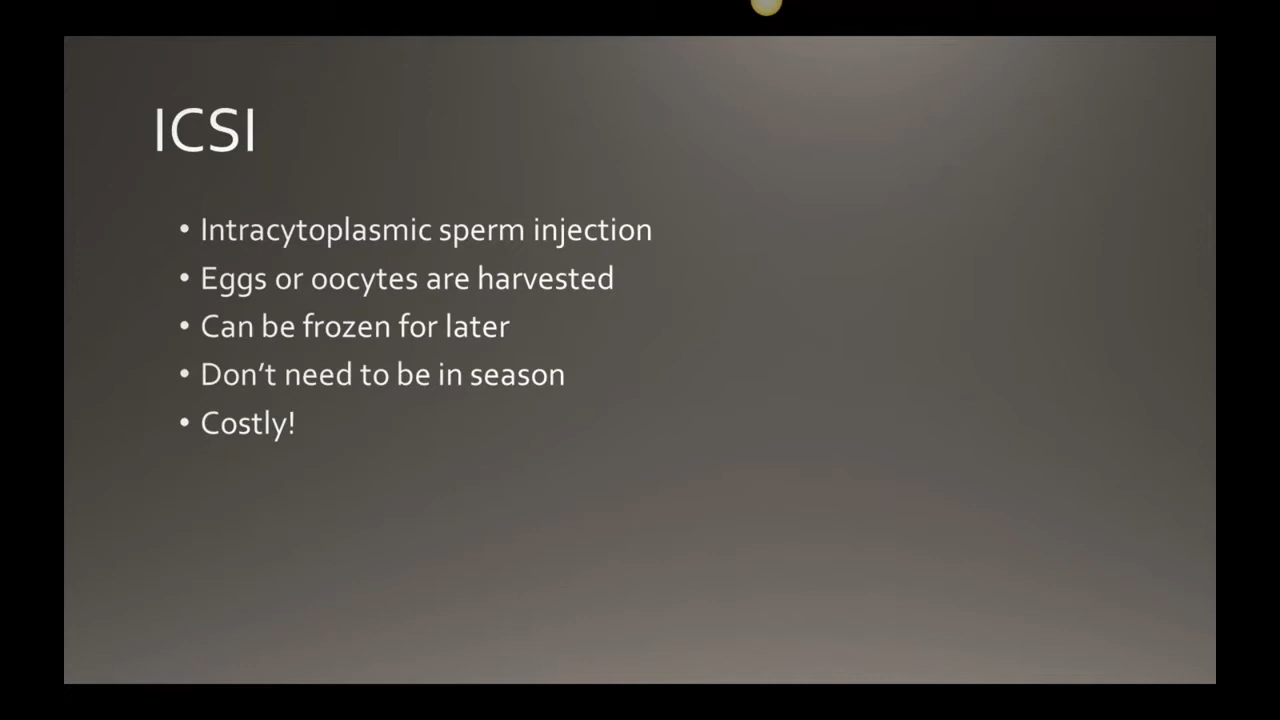 ICSI
• Intracytoplasmic sperm injection
• Eggs or oocytes are harvested
• Can be frozen for later
• Don’t need to be in season
• Costly!